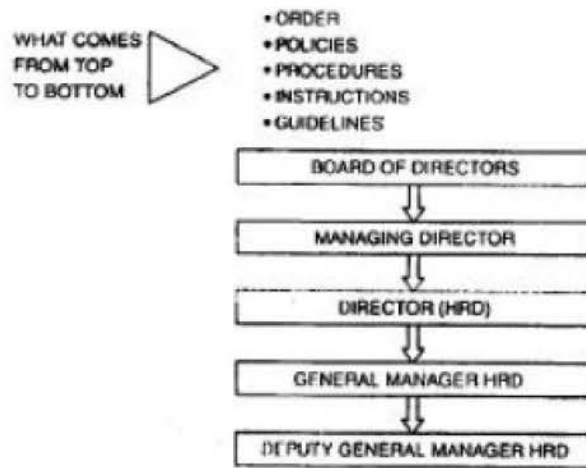 WHAT COMES
FROM TOP
TO BOTTOM
• ORDER
• POLICIES
• PROCEDURES
• INSTRUCTIONS
• GUIDELINES
BOARD OF DIRECTORS
MANAGING DIRECTOR
DIRECTOR (HRD)
GENERAL MANAGER HRD
DEPUTY GENERAL MANAGER HRD